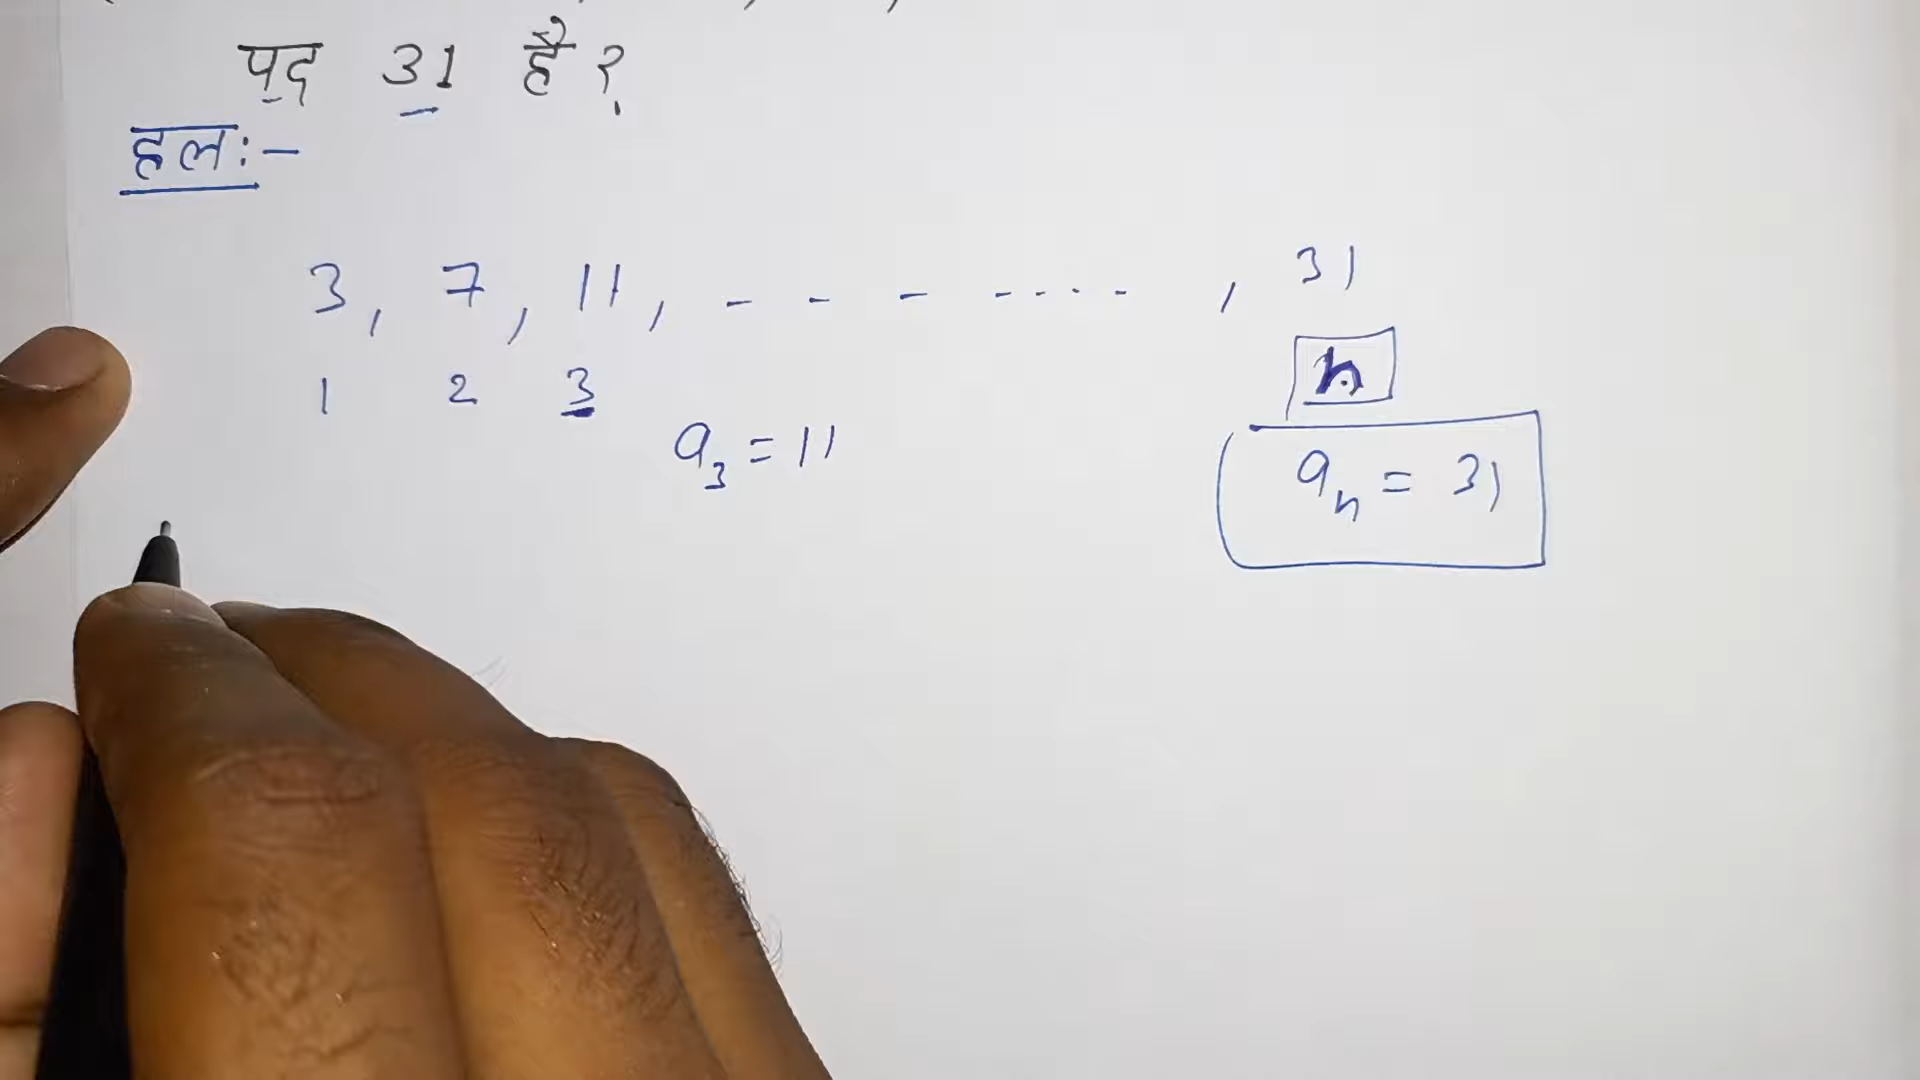 पद 31 है ?
हल:-
3, 7, 11, - - - - . . . - , 31
1 2 3 n
a₃ = 11
aₙ = 31